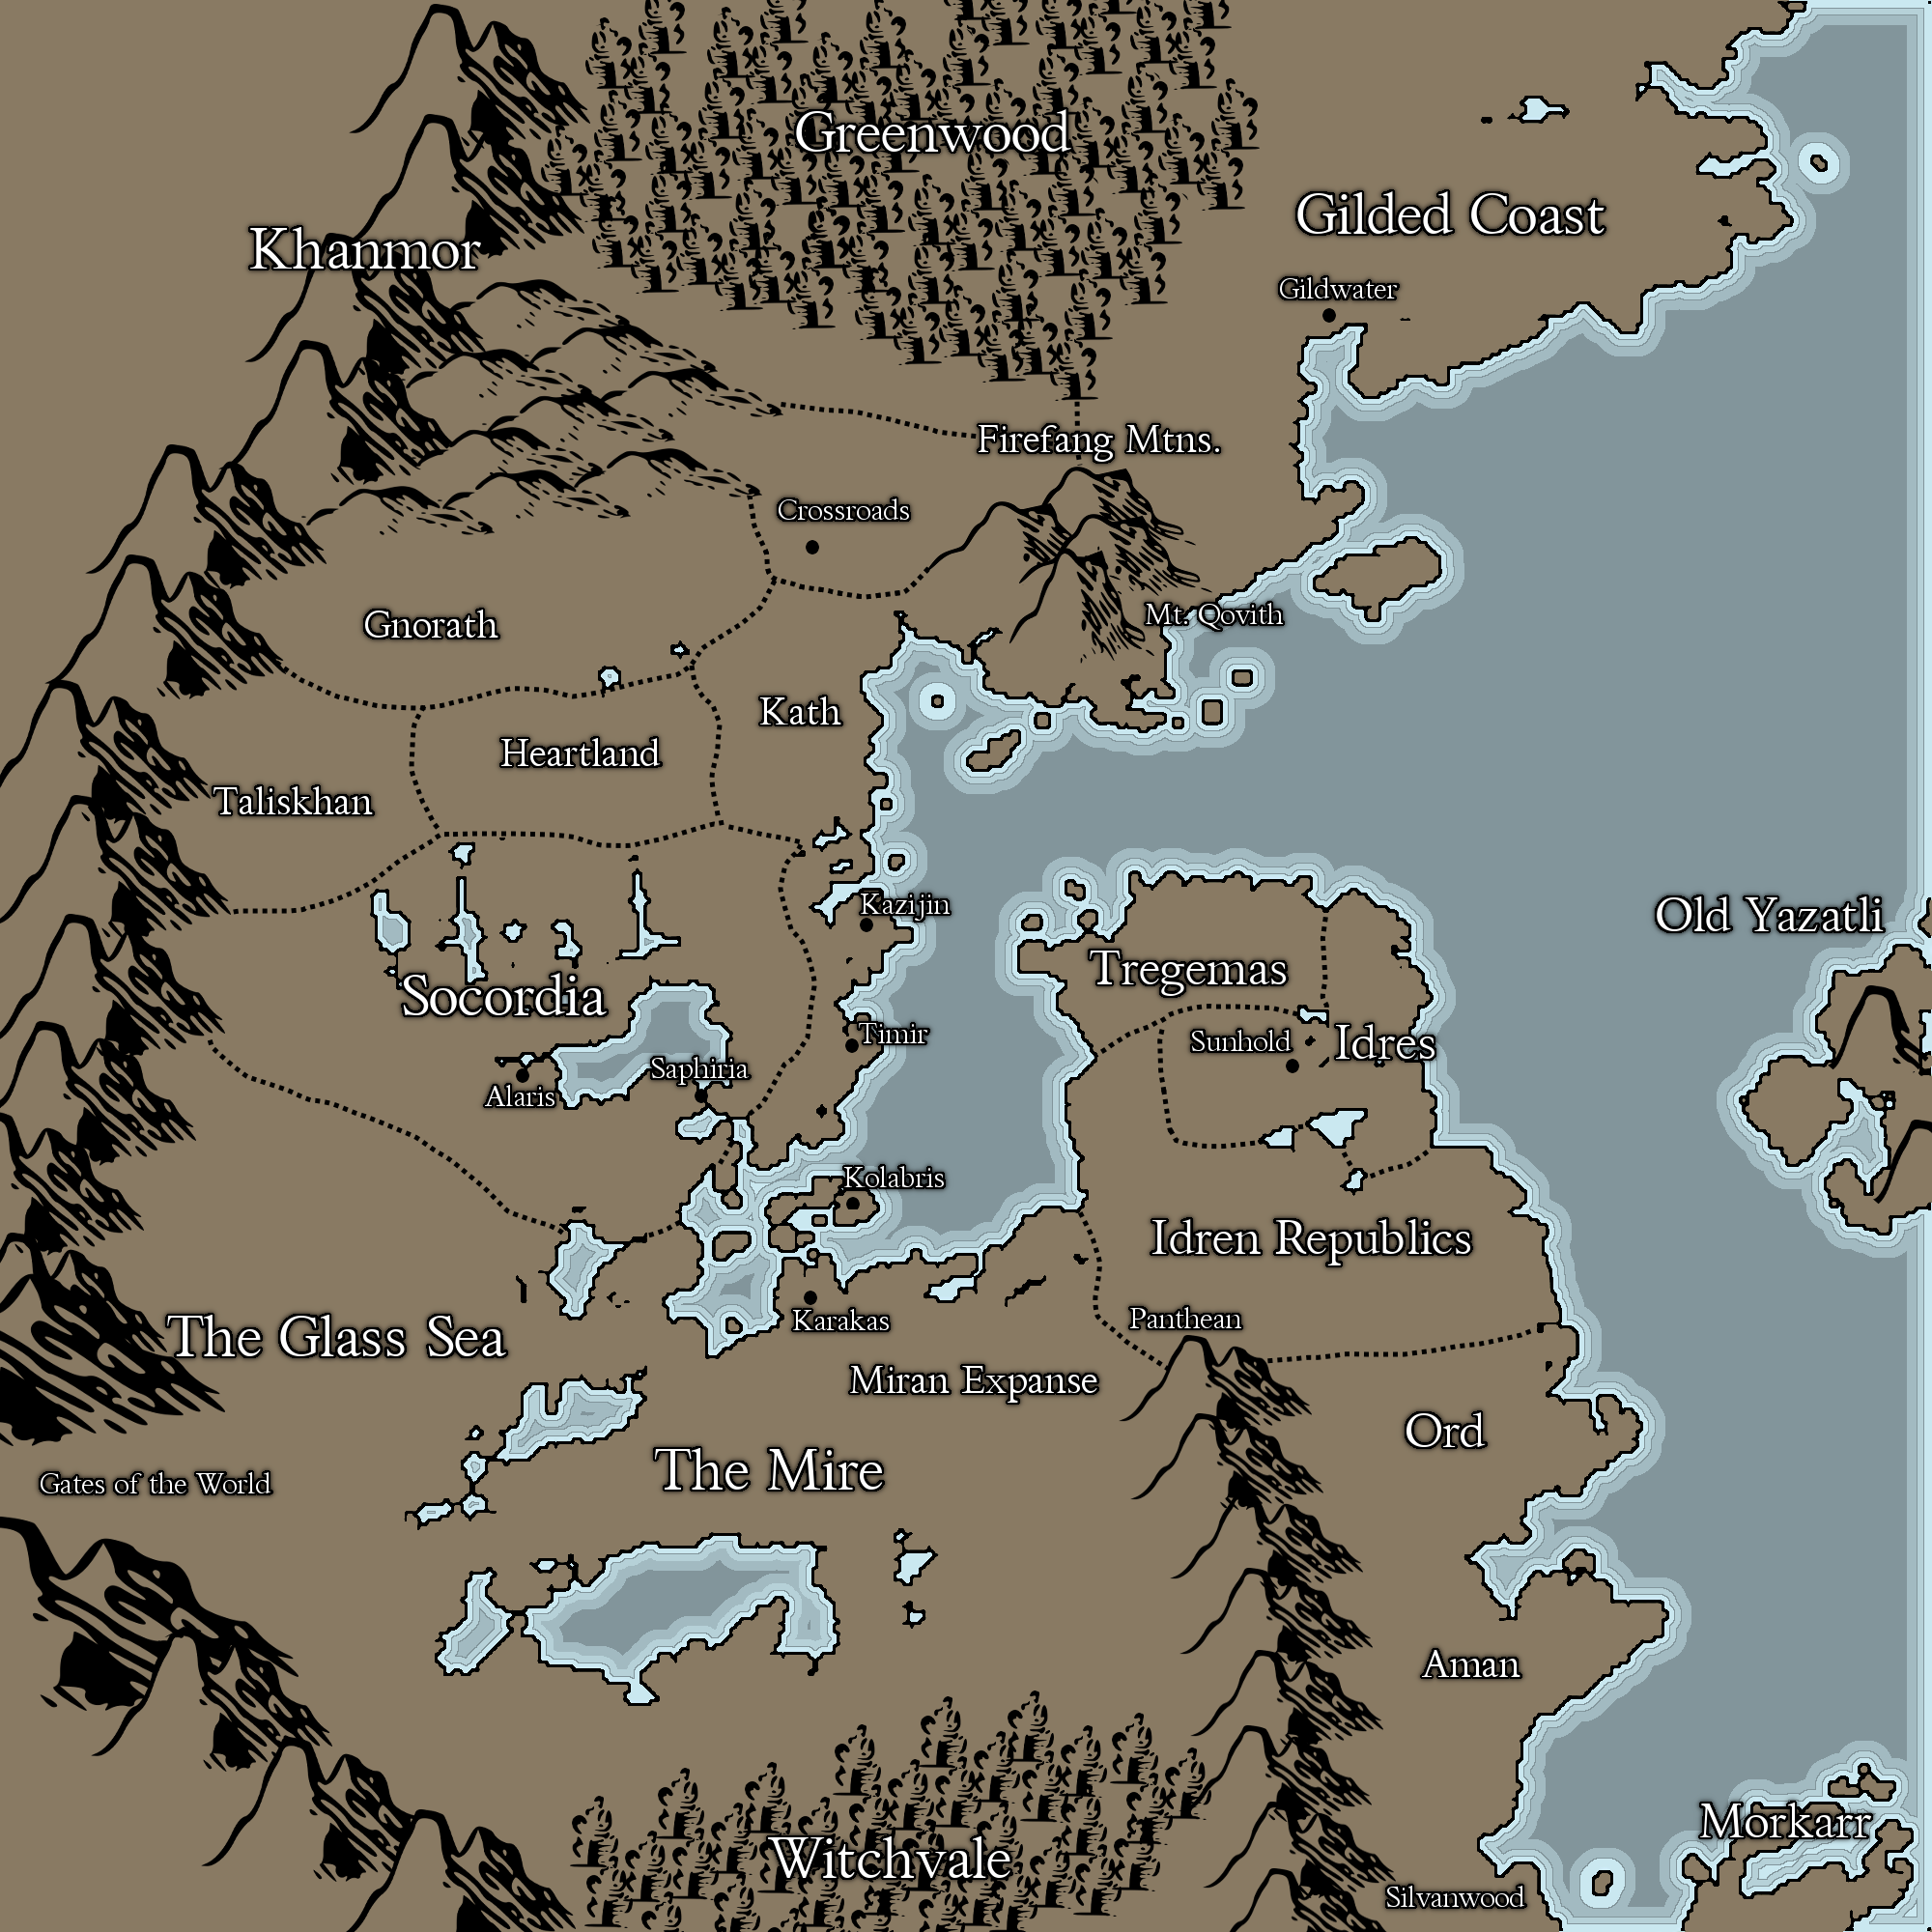 Greenwood
Gilded Coast
Khanmor
Gildwater
Firefang Mtns.
Crossroads
Mt. Qovith
Gnorath
Kath
Heartland
Taliskhan
Kazijin
Old Yazatli
Tregemas
Socordia
Timir
Sunhold
Idres
Saphiria
Alaris
Kolabris
Idren Republics
Karakas
Panthean
The Glass Sea
Miran Expanse
Ord
The Mire
Gates of the World
Aman
Morkarr
Witchvale
Silvanwood